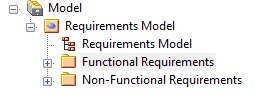 Model
Requirements Model
Requirements Model
Functional Requirements
Non-Functional Requirements